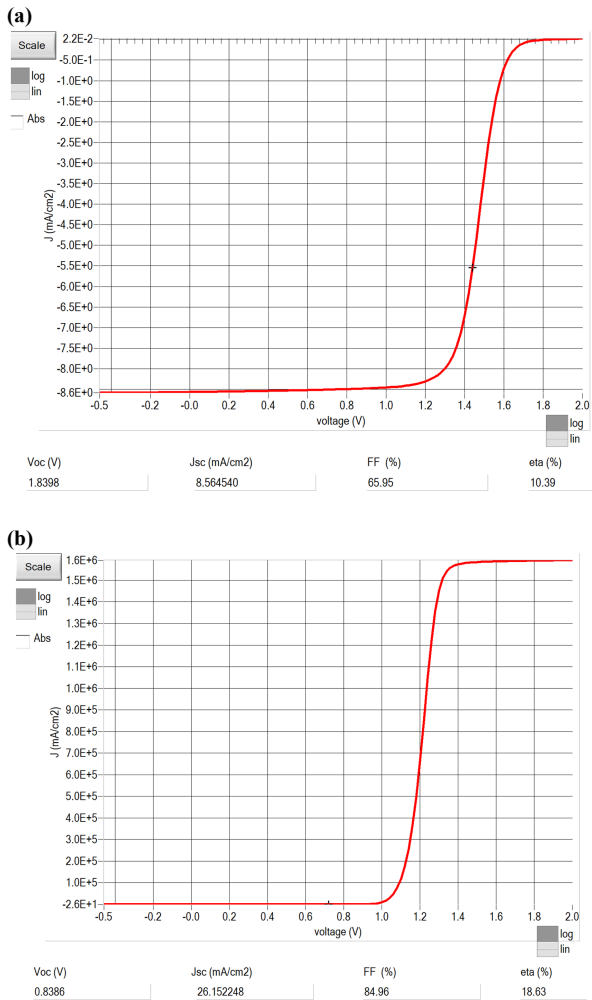 (a)
Scale
log
lin
Abs
J (mA/cm2)
2.2E-2
-5.0E-1
-1.0E+0
-1.5E+0
-2.0E+0
-2.5E+0
-3.0E+0
-3.5E+0
-4.0E+0
-4.5E+0
-5.0E+0
-5.5E+0
-6.0E+0
-6.5E+0
-7.0E+0
-7.5E+0
-8.0E+0
-8.6E+0
-0.5 -0.2 -0.0 0.2 0.4 0.6 0.8 1.0 1.2 1.4 1.6 1.8 2.0
voltage (V)
log
lin
Voc (V) Jsc (mA/cm2) FF (%) eta (%)
1.8398 8.564540 65.95 10.39
(b)
Scale
log
lin
Abs
J (mA/cm2)
1.6E+6
1.5E+6
1.4E+6
1.3E+6
1.2E+6
1.1E+6
1.0E+6
9.0E+5
8.0E+5
7.0E+5
6.0E+5
5.0E+5
4.0E+5
3.0E+5
2.0E+5
1.0E+5
-2.6E+1
-0.5 -0.2 -0.0 0.2 0.4 0.6 0.8 1.0 1.2 1.4 1.6 1.8 2.0
voltage (V)
log
lin
Voc (V) Jsc (mA/cm2) FF (%) eta (%)
0.8386 26.152248 84.96 18.63